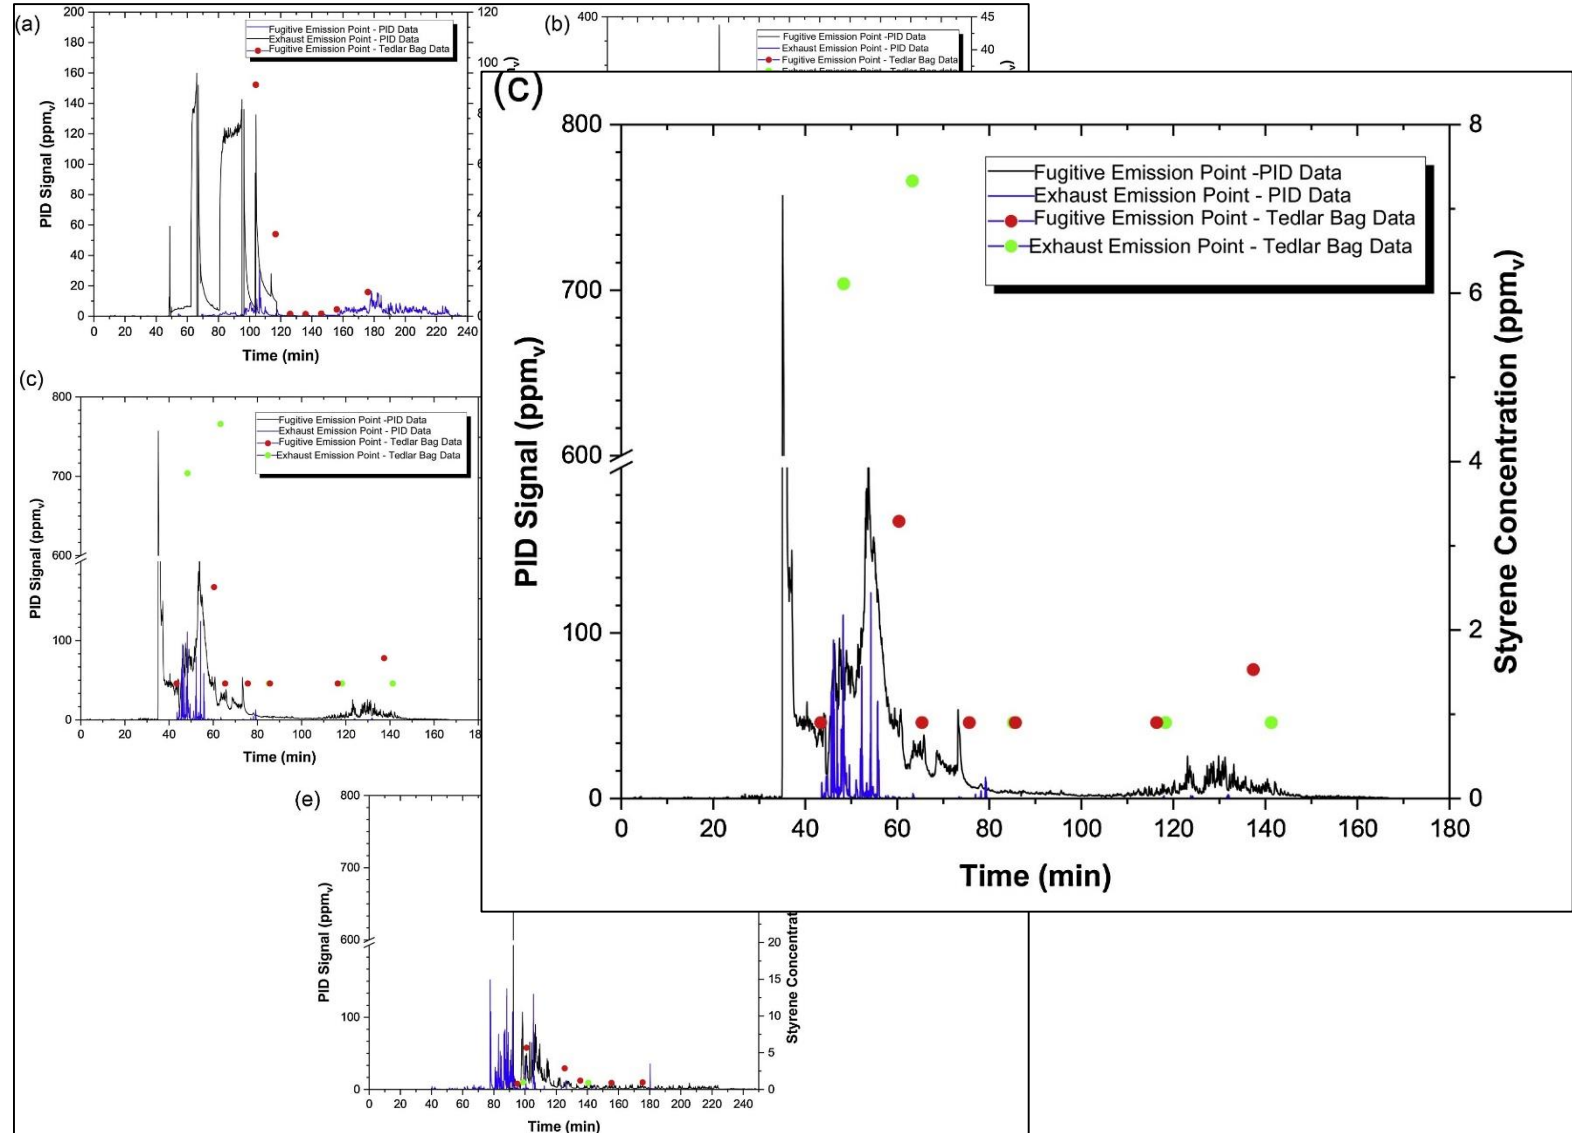 (a)
200
180
160
140
120
100
80
60
40
20
0
PID Signal (ppmv)
0 20 40 60 80 100 120 140 160 180 200 220 240
Time (min)
120
100
Fugitive Emission Point - PID Data
Exhaust Emission Point - PID Data
Fugitive Emission Point - Tedlar Bag Data
(b)
400
45
40
35
Fugitive Emission Point -PID Data
Exhaust Emission Point - PID Data
Fugitive Emission Point - Tedlar Bag Data
(c)
800
700
600
100
0
PID Signal (ppmv)
0 20 40 60 80 100 120 140 160
Time (min)
Fugitive Emission Point -PID Data
Exhaust Emission Point - PID Data
Fugitive Emission Point - Tedlar Bag Data
Exhaust Emission Point - Tedlar Bag Data
(c)
800
700
600
100
0
PID Signal (ppmv)
8
6
4
2
0
Styrene Concentration (ppmv)
0 20 40 60 80 100 120 140 160 180
Time (min)
Fugitive Emission Point -PID Data
Exhaust Emission Point - PID Data
Fugitive Emission Point - Tedlar Bag Data
Exhaust Emission Point - Tedlar Bag Data
(e)
800
700
600
100
0
PID Signal (ppmv)
20
15
10
5
0
Styrene Concentrat
0 20 40 60 80 100 120 140 160 180 200 220 240
Time (min)